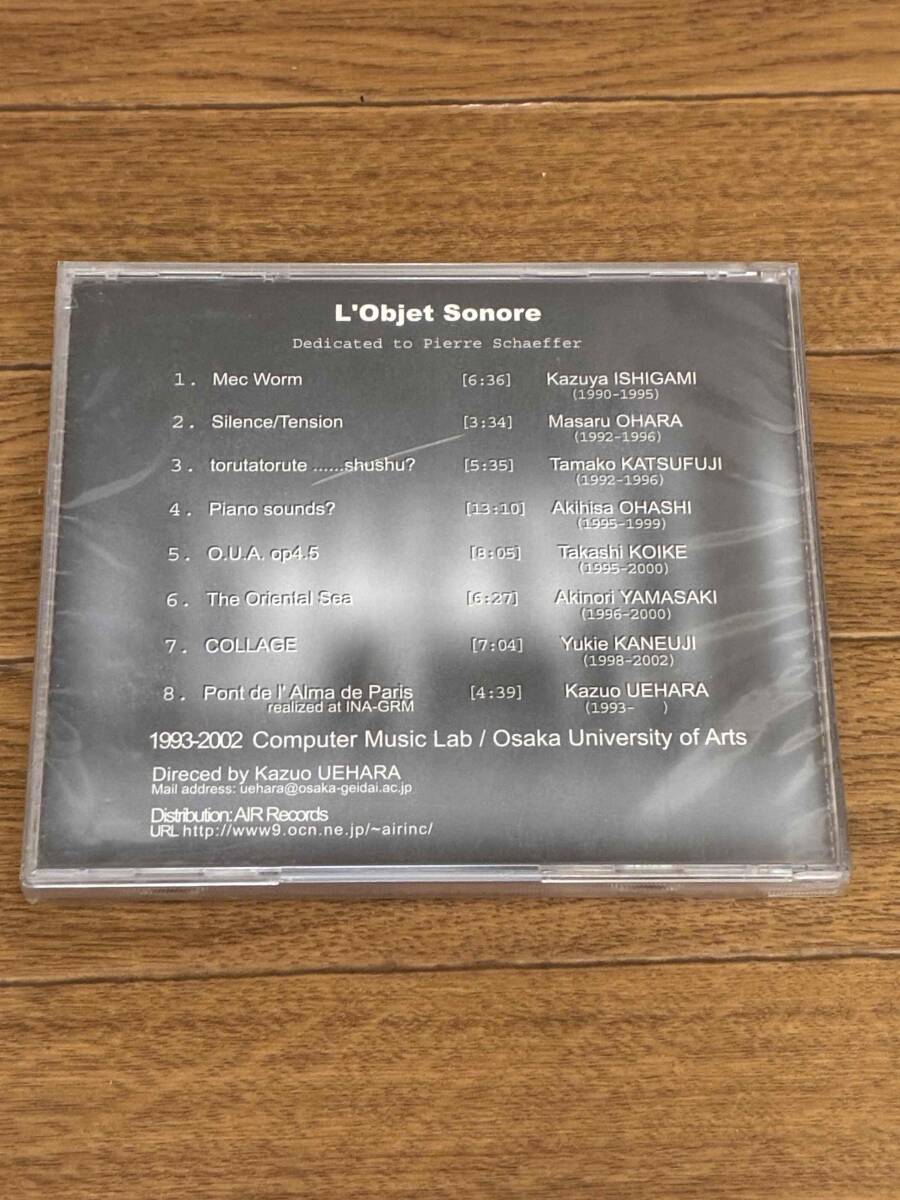 L'Objet Sonore
Dedicated to Pierre Schaeffer
1. Mec Worm [6:36] Kazuya ISHIGAMI
(1990-1995)
2. Silence/Tension [3:34] Masaru OHARA
(1992-1996)
3. torutatorute ......shushu? [5:35] Tamako KATSUFUJI
(1992-1996)
4. Piano sounds? [13:10] Akihisa OHASHI
(1995-1999)
5. O.U.A. op4.5 [8:05] Takashi KOIKE
(1995-2000)
6. The Oriental Sea [6:27] Akinori YAMASAKI
(1996-2000)
7. COLLAGE [7:04] Yukie KANEUJI
(1998-2002)
8. Pont de l' Alma de Paris [4:39] Kazuo UEHARA
realized at INA-GRM (1993- )
1993-2002 Computer Music Lab / Osaka University of Arts
Direced by Kazuo UEHARA
Mail address: uehara@osaka-geidai.ac.jp
Distribution: AIR Records
URL http://www9.ocn.ne.jp/~airinc/